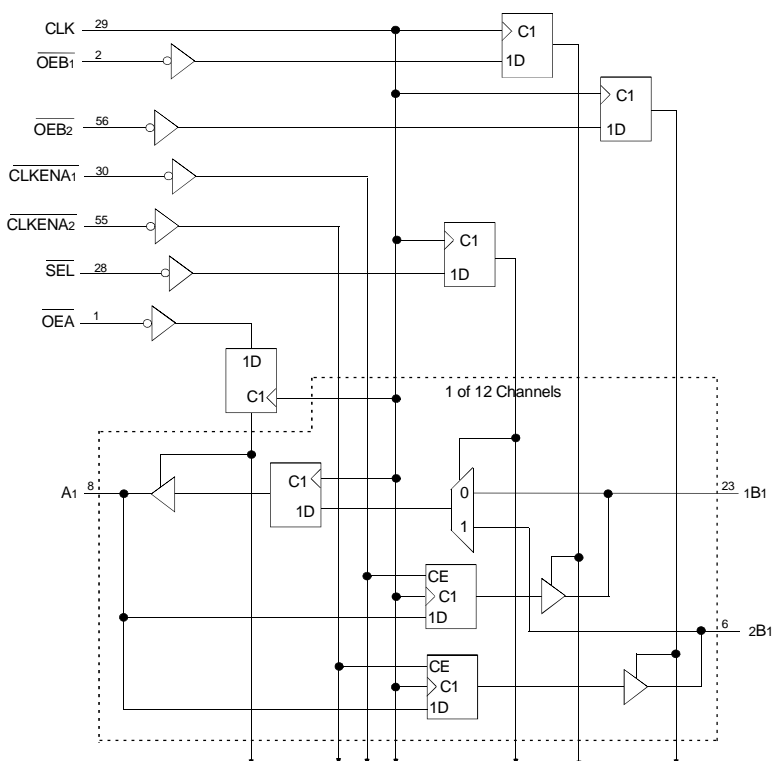 CLK 29
OEB1 2
OEB2 56
CLKENA1 30
CLKENA2 55
SEL 28
OEA 1
C1
1D
C1
1D
C1
1D
1D
C1
1 of 12 Channels
A1 8
C1
1D
0
1
23 1B1
CE
C1
1D
6 2B1
CE
C1
1D